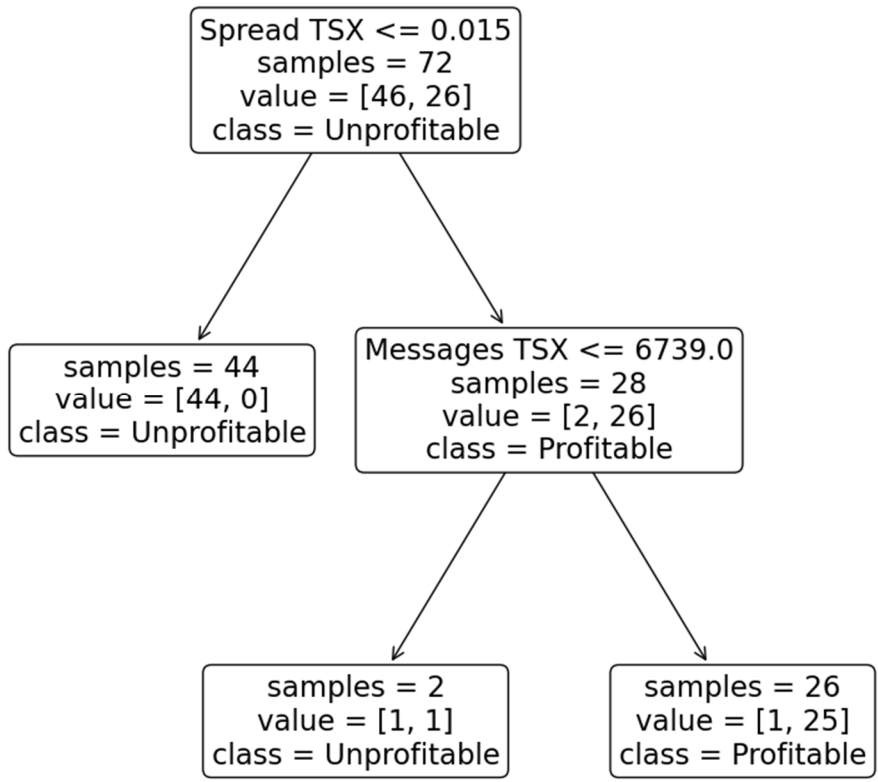 Spread TSX <= 0.015
samples = 72
value = [46, 26]
class = Unprofitable
samples = 44
value = [44, 0]
class = Unprofitable
Messages TSX <= 6739.0
samples = 28
value = [2, 26]
class = Profitable
samples = 2
value = [1, 1]
class = Unprofitable
samples = 26
value = [1, 25]
class = Profitable